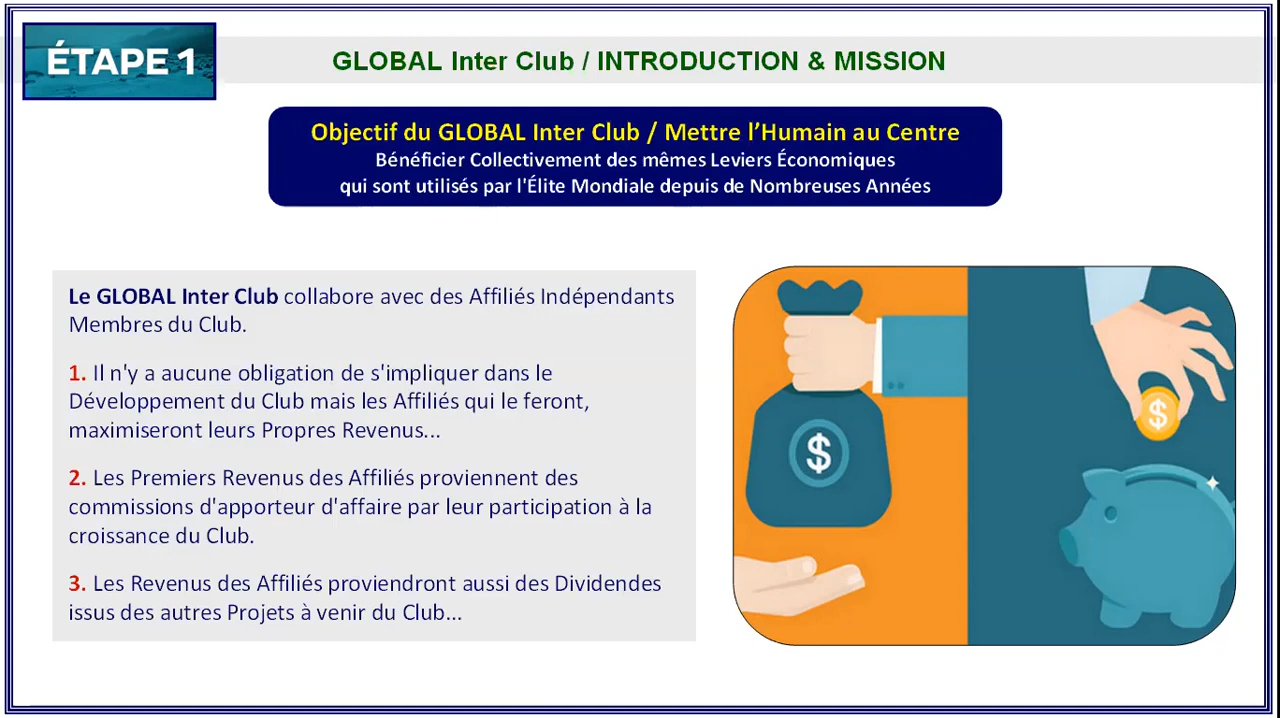 ÉTAPE 1
GLOBAL Inter Club / INTRODUCTION & MISSION
Objectif du GLOBAL Inter Club / Mettre l’Humain au Centre
Bénéficier Collectivement des mêmes Leviers Économiques
qui sont utilisés par l'Élite Mondiale depuis de Nombreuses Années
Le GLOBAL Inter Club collabore avec des Affiliés Indépendants
Membres du Club.
1. Il n'y a aucune obligation de s'impliquer dans le
Développement du Club mais les Affiliés qui le feront,
maximiseront leurs Propres Revenus...
2. Les Premiers Revenus des Affiliés proviennent des
commissions d'apporteur d'affaire par leur participation à la
croissance du Club.
3. Les Revenus des Affiliés proviendront aussi des Dividendes
issus des autres Projets à venir du Club...
$
$